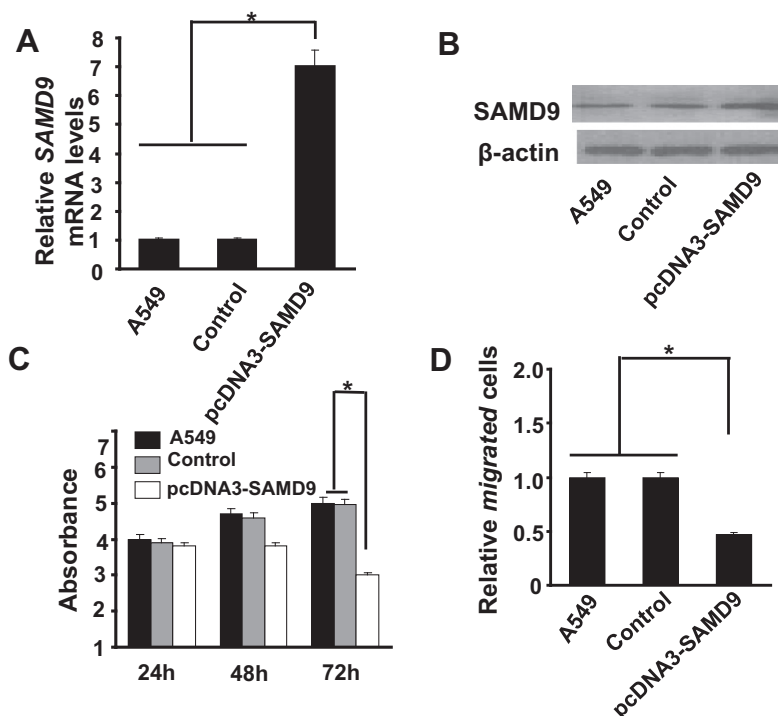 A
Relative SAMD9
mRNA levels
8
7
6
5
4
3
2
1
0
*
A549
Control
pcDNA3-SAMD9
B
SAMD9
β-actin
A549
Control
pcDNA3-SAMD9
C
Absorbance
7
6
5
4
3
2
1
A549
Control
pcDNA3-SAMD9
*
24h
48h
72h
D
Relative migrated cells
2.0
1.5
1.0
0.5
0
*
A549
Control
pcDNA3-SAMD9